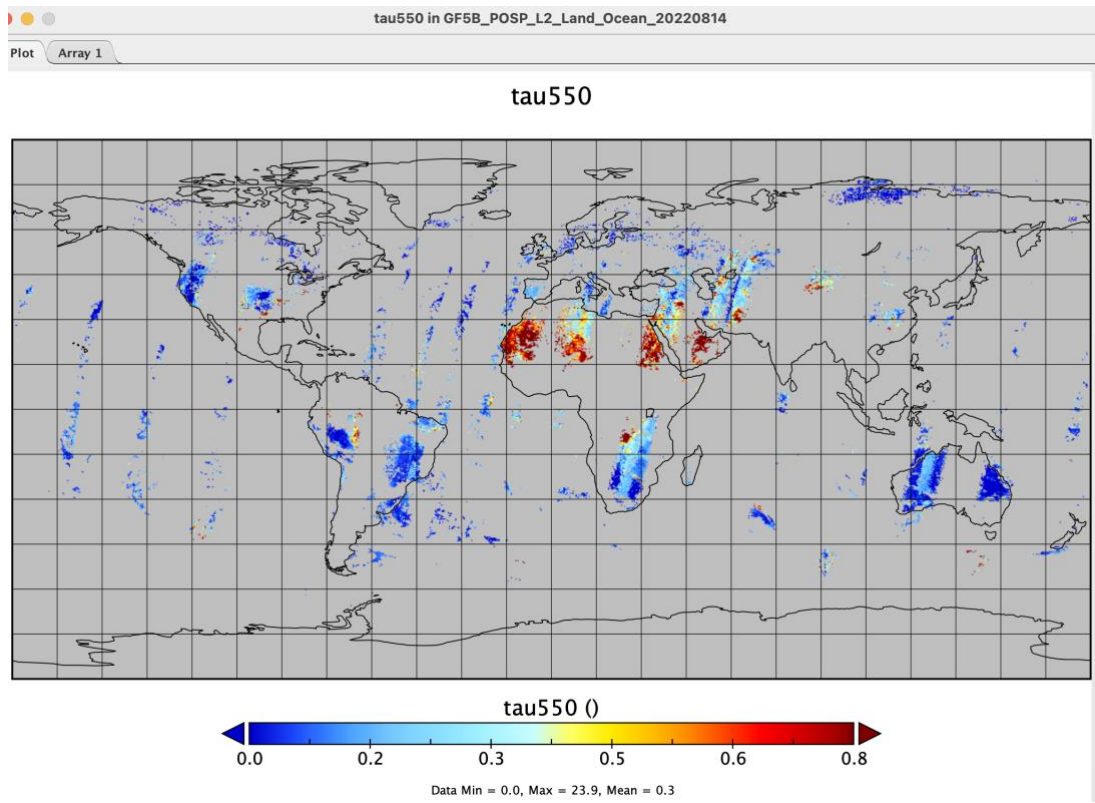 tau550 in GF5B_POSP_L2_Land_Ocean_20220814
Plot Array 1
tau550
tau550 ()
0.0 0.2 0.3 0.5 0.6 0.8
Data Min = 0.0, Max = 23.9, Mean = 0.3